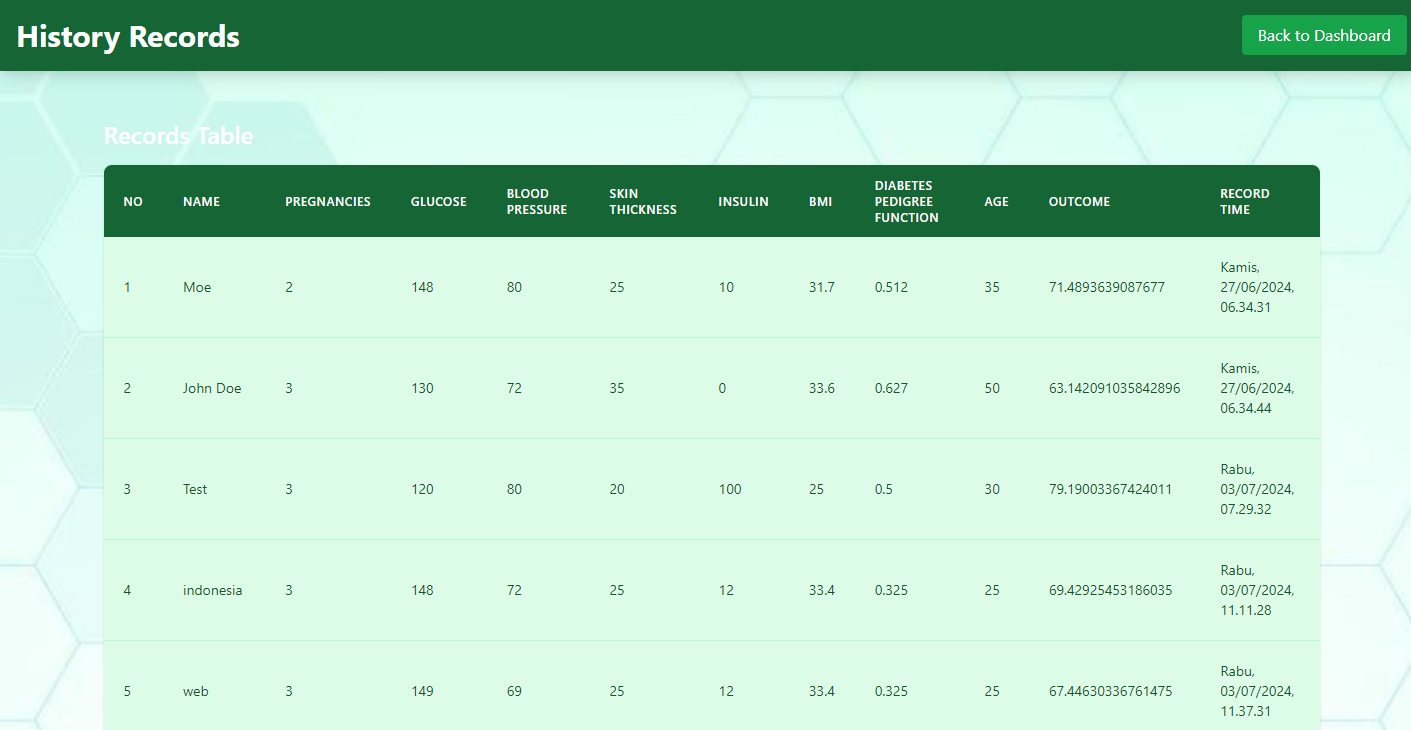 History Records
Back to Dashboard
Records Table
NO NAME PREGNANCIES GLUCOSE BLOOD PRESSURE SKIN THICKNESS INSULIN BMI DIABETES PEDIGREE FUNCTION AGE OUTCOME RECORD TIME
1 Moe 2 148 80 25 10 31.7 0.512 35 71.4893639087677 Kamis, 27/06/2024, 06.34.31
2 John Doe 3 130 72 35 0 33.6 0.627 50 63.142091035842896 Kamis, 27/06/2024, 06.34.44
3 Test 3 120 80 20 100 25 0.5 30 79.19003367424011 Rabu, 03/07/2024, 07.29.32
4 indonesia 3 148 72 25 12 33.4 0.325 25 69.42925453186035 Rabu, 03/07/2024, 11.11.28
5 web 3 149 69 25 12 33.4 0.325 25 67.44630336761475 Rabu, 03/07/2024, 11.37.31